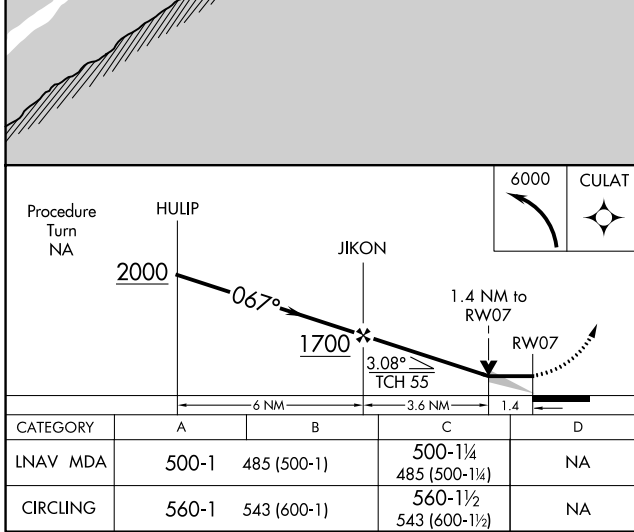 6000
CULAT
Procedure
Turn
NA
HULIP
JIKON
2000
067°
1.4 NM to
RW07
1700
RW07
3.08°
TCH 55
6 NM
3.6 NM
1.4
CATEGORY A B C D
LNAV MDA 500-1 485 (500-1) 500-1¼ 485 (500-1¼) NA
CIRCLING 560-1 543 (600-1) 560-1½ 543 (600-1½) NA